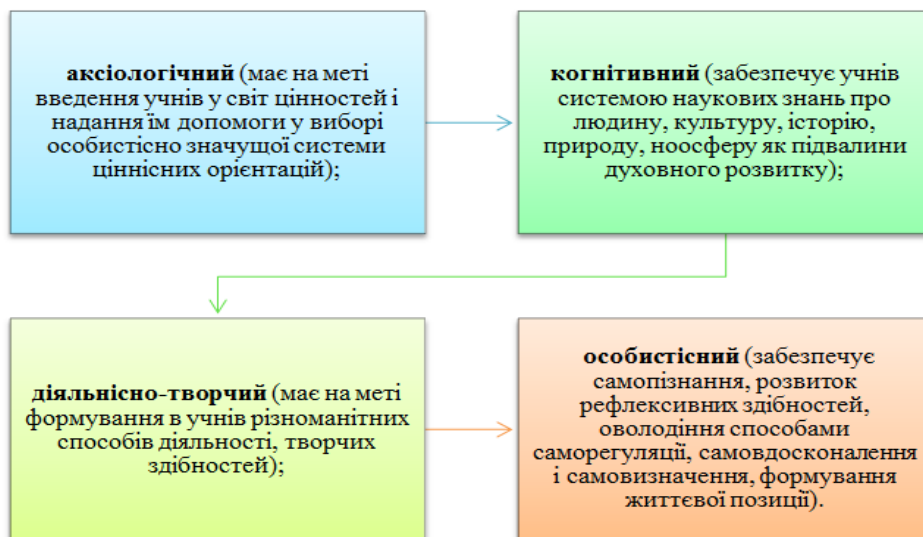 аксіологічний (має на меті
введення учнів у світ цінностей і
надання їм допомоги у виборі
особистісно значущої системи
ціннісних орієнтацій);
когнітивний (забезпечує учнів
системою наукових знань про
людину, культуру, історію,
природу, ноосферу як підвалини
духовного розвитку);
діяльнісно-творчий (має на меті
формування в учнів різноманітних
способів діяльності, творчих
здібностей);
особистісний (забезпечує
самопізнання, розвиток
рефлексивних здібностей,
оволодіння способами
саморегуляції, самовдосконалення
і самовизначення, формування
життєвої позиції).